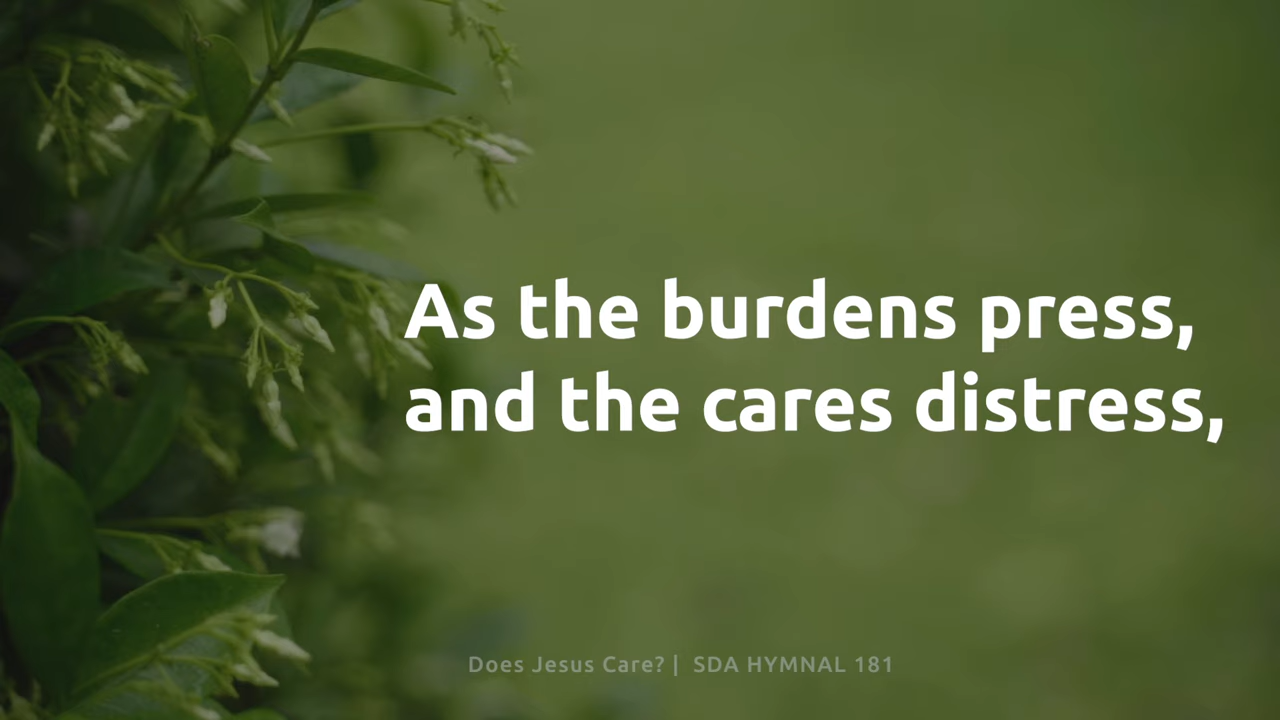 As the burdens press,
and the cares distress,
Does Jesus Care? | SDA HYMNAL 181